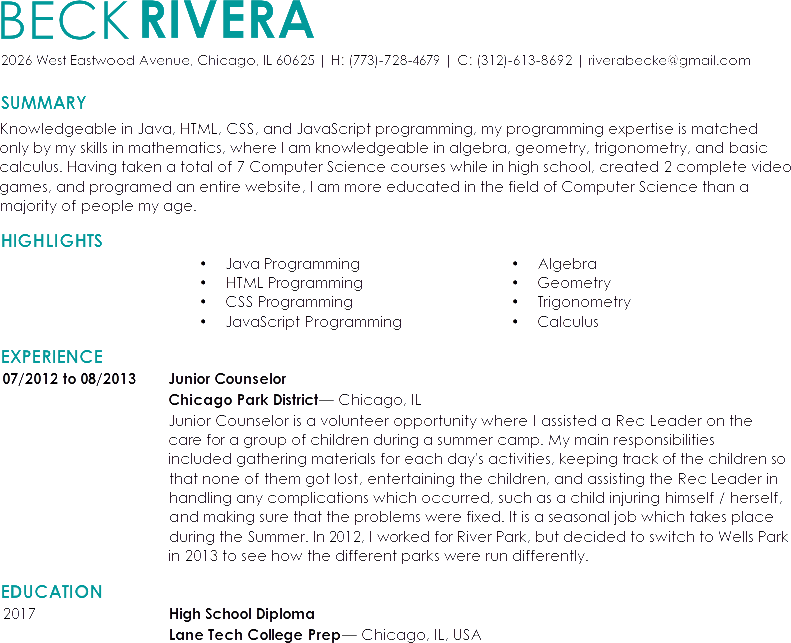 BECK RIVERA
2026 West Eastwood Avenue, Chicago, IL 60625 | H: (773)-728-4679 | C: (312)-613-8692 | riverabecke@gmail.com
SUMMARY
Knowledgeable in Java, HTML, CSS, and JavaScript programming, my programming expertise is matched
only by my skills in mathematics, where I am knowledgeable in algebra, geometry, trigonometry, and basic
calculus. Having taken a total of 7 Computer Science courses while in high school, created 2 complete video
games, and programed an entire website, I am more educated in the field of Computer Science than a
majority of people my age.
HIGHLIGHTS
• Java Programming
• HTML Programming
• CSS Programming
• JavaScript Programming
• Algebra
• Geometry
• Trigonometry
• Calculus
EXPERIENCE
07/2012 to 08/2013 Junior Counselor
Chicago Park District— Chicago, IL
Junior Counselor is a volunteer opportunity where I assisted a Rec Leader on the
care for a group of children during a summer camp. My main responsibilities
included gathering materials for each day's activities, keeping track of the children so
that none of them got lost, entertaining the children, and assisting the Rec Leader in
handling any complications which occurred, such as a child injuring himself / herself,
and making sure that the problems were fixed. It is a seasonal job which takes place
during the Summer. In 2012, I worked for River Park, but decided to switch to Wells Park
in 2013 to see how the different parks were run differently.
EDUCATION
2017 High School Diploma
Lane Tech College Prep— Chicago, IL, USA